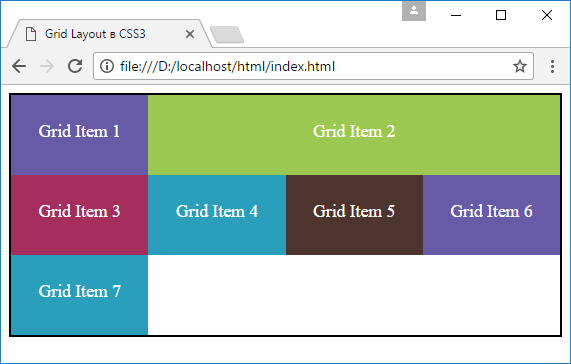 Grid Layout в CSS3
file:///D:/localhost/html/index.html
Grid Item 1
Grid Item 2
Grid Item 3
Grid Item 4
Grid Item 5
Grid Item 6
Grid Item 7